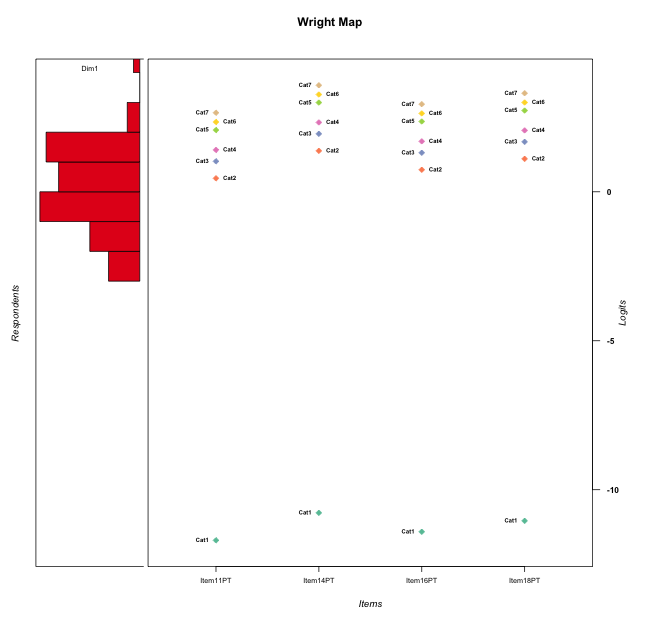 Wright Map
Dim1
Respondents
Cat7
Cat6
Cat5
Cat4
Cat3
Cat2
Cat1
Cat7
Cat6
Cat5
Cat4
Cat3
Cat2
Cat1
Cat7
Cat6
Cat5
Cat4
Cat3
Cat2
Cat1
Cat7
Cat6
Cat5
Cat4
Cat3
Cat2
Cat1
0
-5
-10
Logits
Item11PT Item14PT Item16PT Item18PT
Items